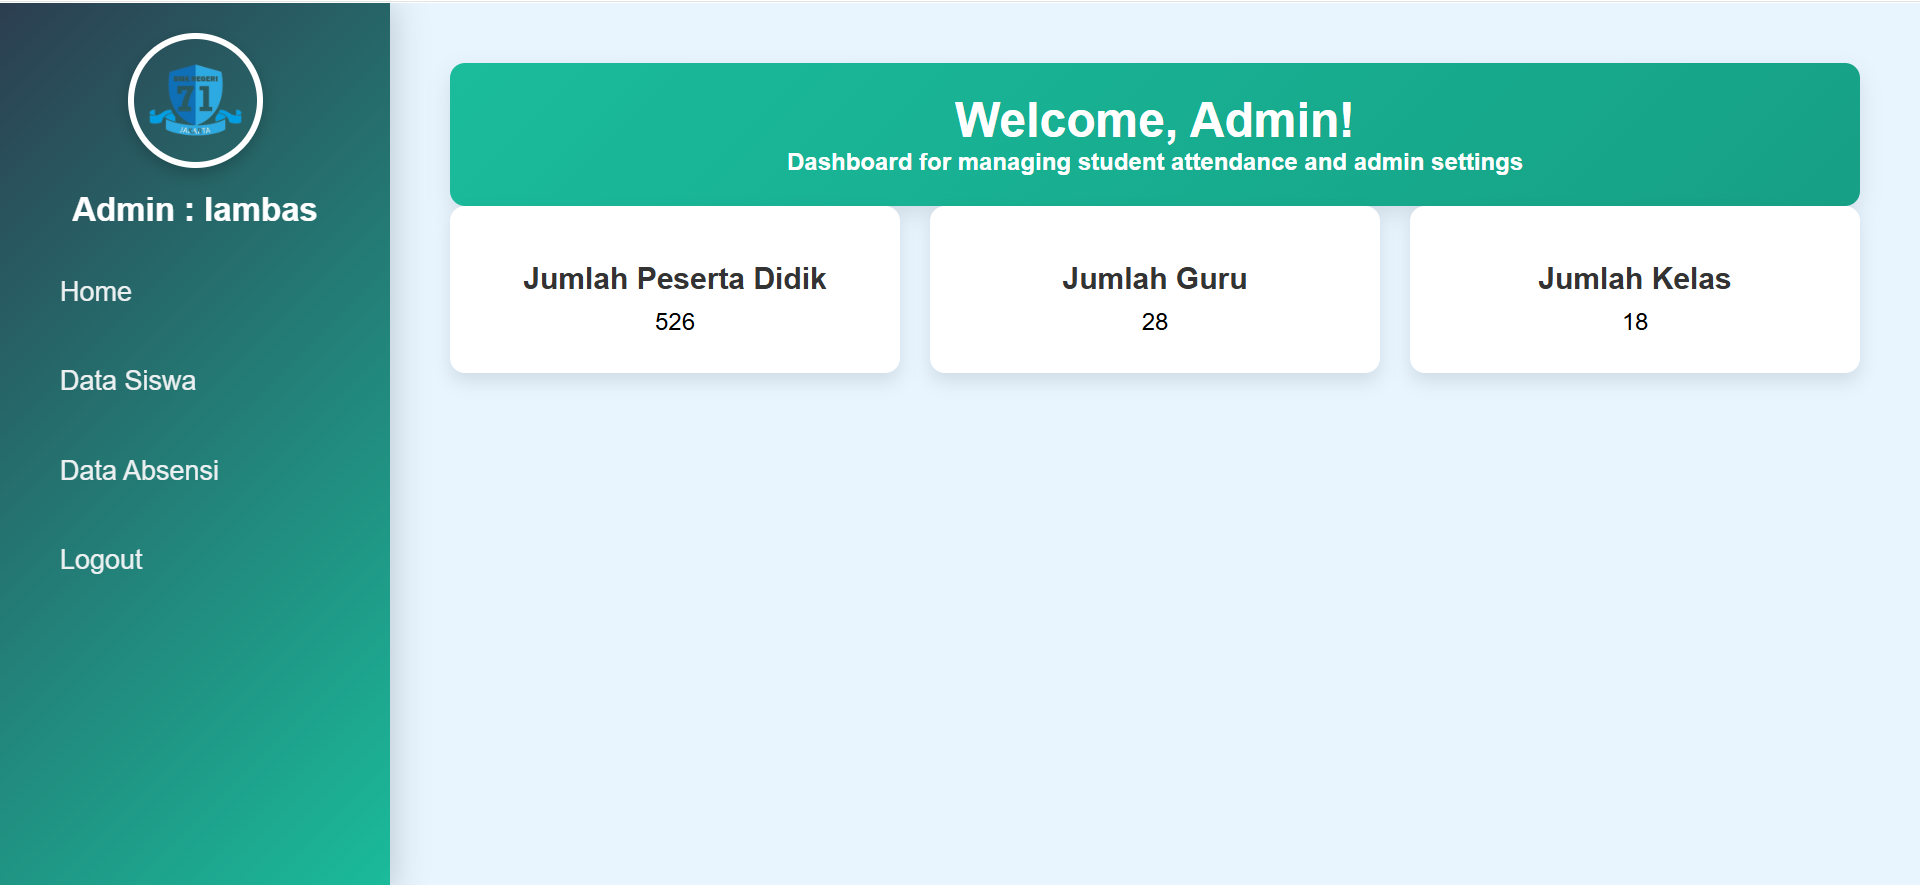 71
Admin : lambas
Home
Data Siswa
Data Absensi
Logout
Welcome, Admin!
Dashboard for managing student attendance and admin settings
Jumlah Peserta Didik
526
Jumlah Guru
28
Jumlah Kelas
18